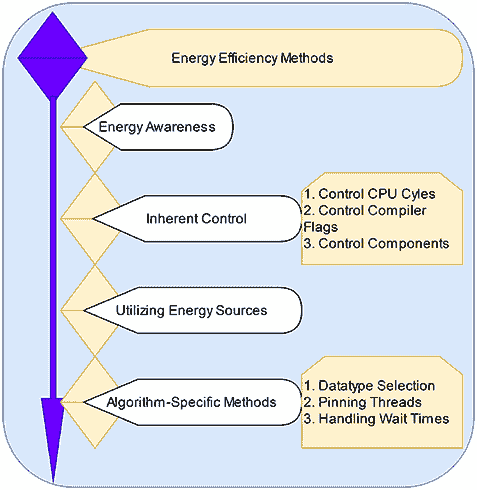 Energy Efficiency Methods
Energy Awareness
Inherent Control
1. Control CPU Cyles
2. Control Compiler
Flags
3. Control Components
Utilizing Energy Sources
Algorithm-Specific Methods
1. Datatype Selection
2. Pinning Threads
3. Handling Wait Times